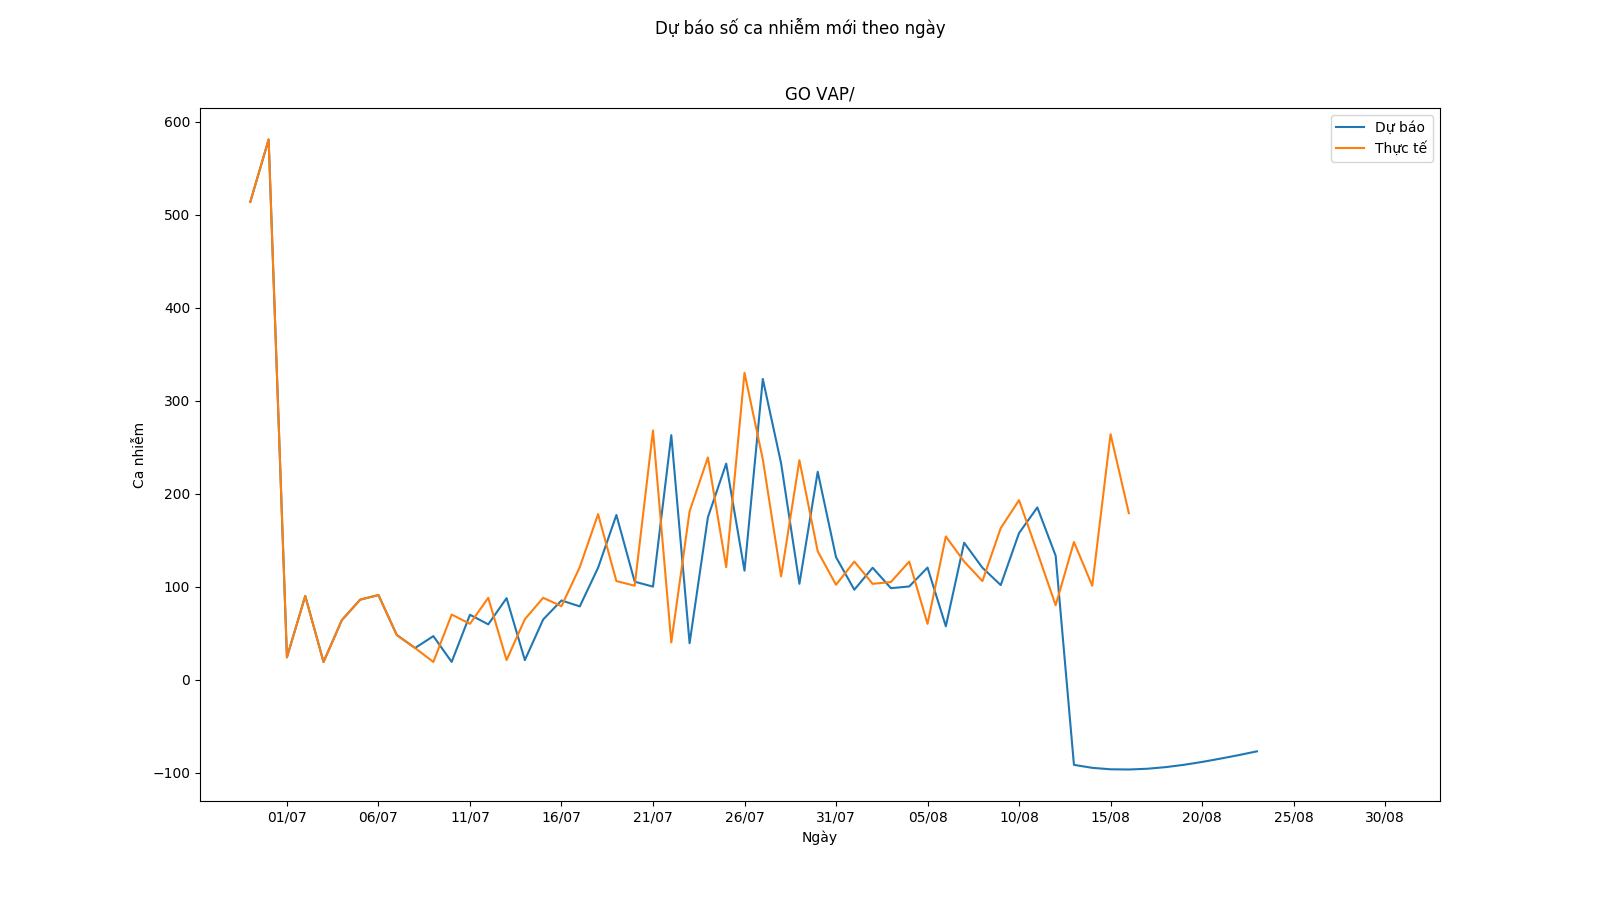 Dự báo số ca nhiễm mới theo ngày
GO VAP/
Dự báo
Thực tế
600
500
400
300
200
100
0
−100
Ca nhiễm
01/07 06/07 11/07 16/07 21/07 26/07 31/07 05/08 10/08 15/08 20/08 25/08 30/08
Ngày